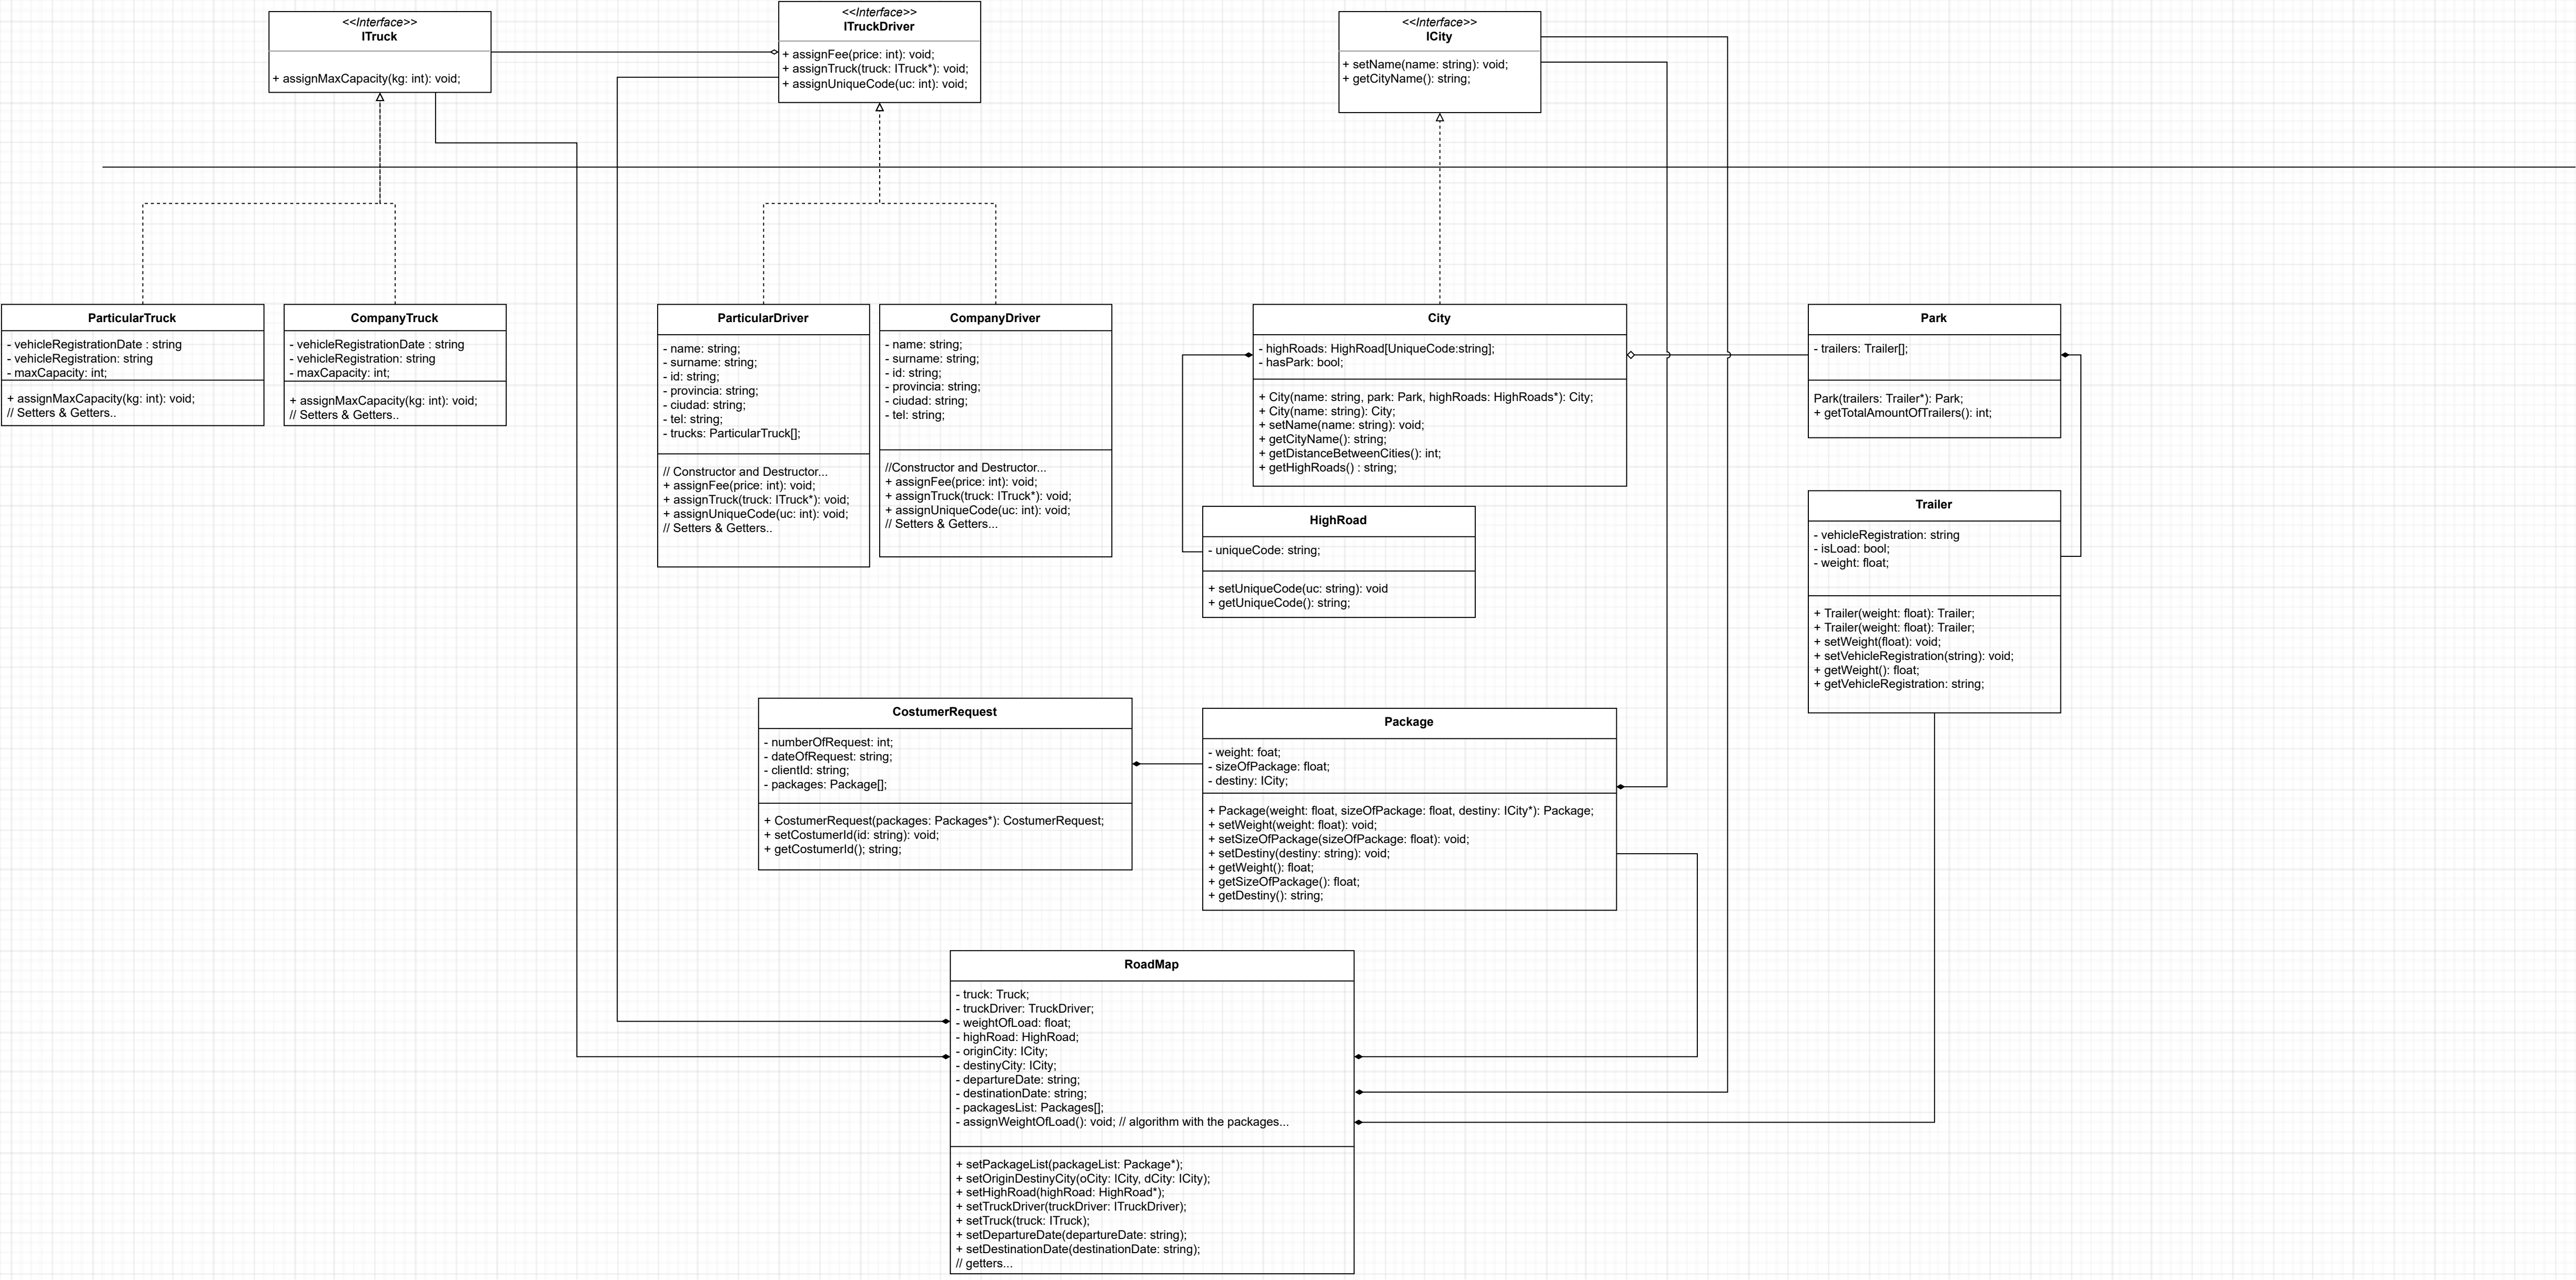 <<Interface>>
ITruck
+ assignMaxCapacity(kg: int): void;
<<Interface>>
ITruckDriver
+ assignFee(price: int): void;
+ assignTruck(truck: ITruck*): void;
+ assignUniqueCode(uc: int): void;
<<Interface>>
ICity
+ setName(name: string): void;
+ getCityName(): string;
ParticularTruck
- vehicleRegistrationDate : string
- vehicleRegistration: string
- maxCapacity: int;
+ assignMaxCapacity(kg: int): void;
// Setters & Getters..
CompanyTruck
- vehicleRegistrationDate : string
- vehicleRegistration: string
- maxCapacity: int;
+ assignMaxCapacity(kg: int): void;
// Setters & Getters..
ParticularDriver
- name: string;
- surname: string;
- id: string;
- provincia: string;
- ciudad: string;
- tel: string;
- trucks: ParticularTruck[];
// Constructor and Destructor...
+ assignFee(price: int): void;
+ assignTruck(truck: ITruck*): void;
+ assignUniqueCode(uc: int): void;
// Setters & Getters..
CompanyDriver
- name: string;
- surname: string;
- id: string;
- provincia: string;
- ciudad: string;
- tel: string;
//Constructor and Destructor...
+ assignFee(price: int): void;
+ assignTruck(truck: ITruck*): void;
+ assignUniqueCode(uc: int): void;
// Setters & Getters...
City
- highRoads: HighRoad[UniqueCode:string];
- hasPark: bool;
+ City(name: string, park: Park, highRoads: HighRoads*): City;
+ City(name: string): City;
+ setName(name: string): void;
+ getCityName(): string;
+ getDistanceBetweenCities(): int;
+ getHighRoads() : string;
Park
- trailers: Trailer[];
Park(trailers: Trailer*): Park;
+ getTotalAmountOfTrailers(): int;
HighRoad
- uniqueCode: string;
+ setUniqueCode(uc: string): void
+ getUniqueCode(): string;
Trailer
- vehicleRegistration: string
- isLoad: bool;
- weight: float;
+ Trailer(weight: float): Trailer;
+ Trailer(weight: float): Trailer;
+ setWeight(float): void;
+ setVehicleRegistration(string): void;
+ getWeight(): float;
+ getVehicleRegistration: string;
CostumerRequest
- numberOfRequest: int;
- dateOfRequest: string;
- clientId: string;
- packages: Package[];
+ CostumerRequest(packages: Packages*): CostumerRequest;
+ setCostumerId(id: string): void;
+ getCostumerId(); string;
Package
- weight: foat;
- sizeOfPackage: float;
- destiny: ICity;
+ Package(weight: float, sizeOfPackage: float, destiny: ICity*): Package;
+ setWeight(weight: float): void;
+ setSizeOfPackage(sizeOfPackage: float): void;
+ setDestiny(destiny: string): void;
+ getWeight(): float;
+ getSizeOfPackage(): float;
+ getDestiny(): string;
RoadMap
- truck: Truck;
- truckDriver: TruckDriver;
- weightOfLoad: float;
- highRoad: HighRoad;
- originCity: ICity;
- destinyCity: ICity;
- departureDate: string;
- destinationDate: string;
- packagesList: Packages[];
- assignWeightOfLoad(): void; // algorithm with the packages...
+ setPackageList(packageList: Package*);
+ setOriginDestinyCity(oCity: ICity, dCity: ICity);
+ setHighRoad(highRoad: HighRoad*);
+ setTruckDriver(truckDriver: ITruckDriver);
+ setTruck(truck: ITruck);
+ setDepartureDate(departureDate: string);
+ setDestinationDate(destinationDate: string);
// getters...